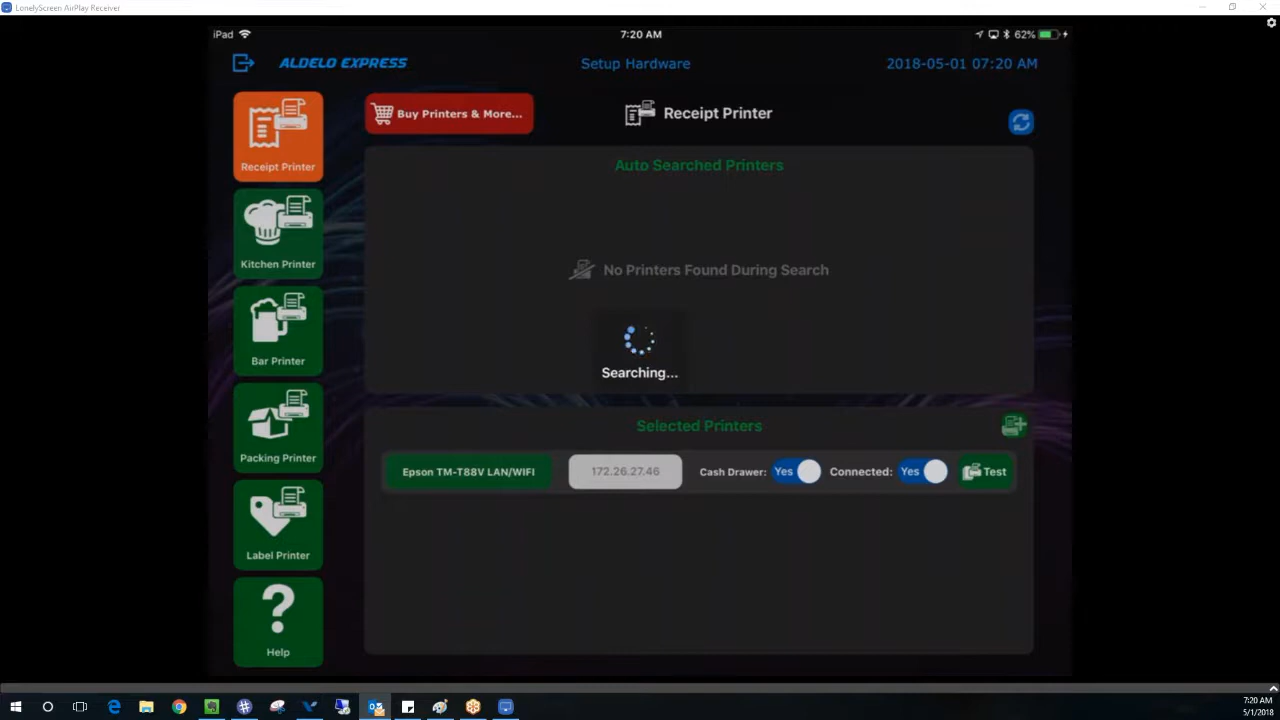 LonelyScreen AirPlay Receiver
iPad 7:20 AM 62%
ALDELO EXPRESS Setup Hardware 2018-05-01 07:20 AM
Buy Printers & More... Receipt Printer
Receipt Printer
Auto Searched Printers
Kitchen Printer
No Printers Found During Search
Bar Printer
Searching...
Selected Printers
Packing Printer
Epson TM-T88V LAN/WIFI 172.26.27.46 Cash Drawer: Yes Connected: Yes Test
Label Printer
?
Help
7:20 AM
5/1/2018